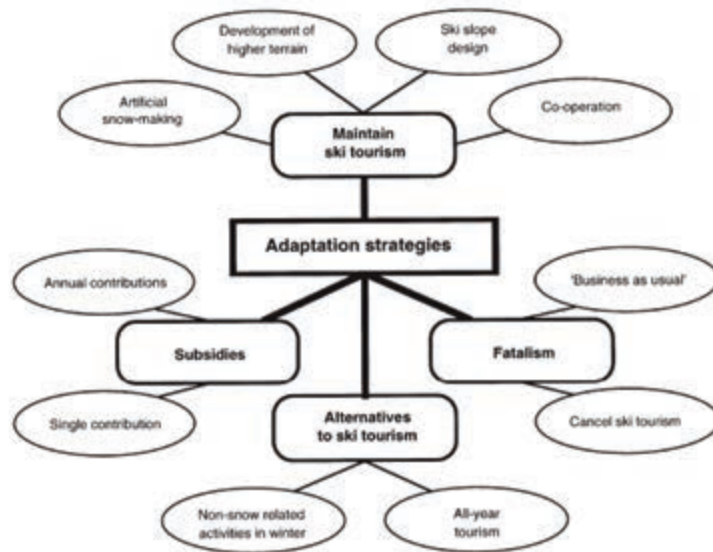 Development of
higher terrain
Ski slope
design
Artificial
snow-making
Co-operation
Maintain
ski tourism
Adaptation strategies
Annual contributions
'Business as usual'
Subsidies
Fatalism
Single contribution
Alternatives
to ski tourism
Cancel ski tourism
Non-snow related
activities in winter
All-year
tourism